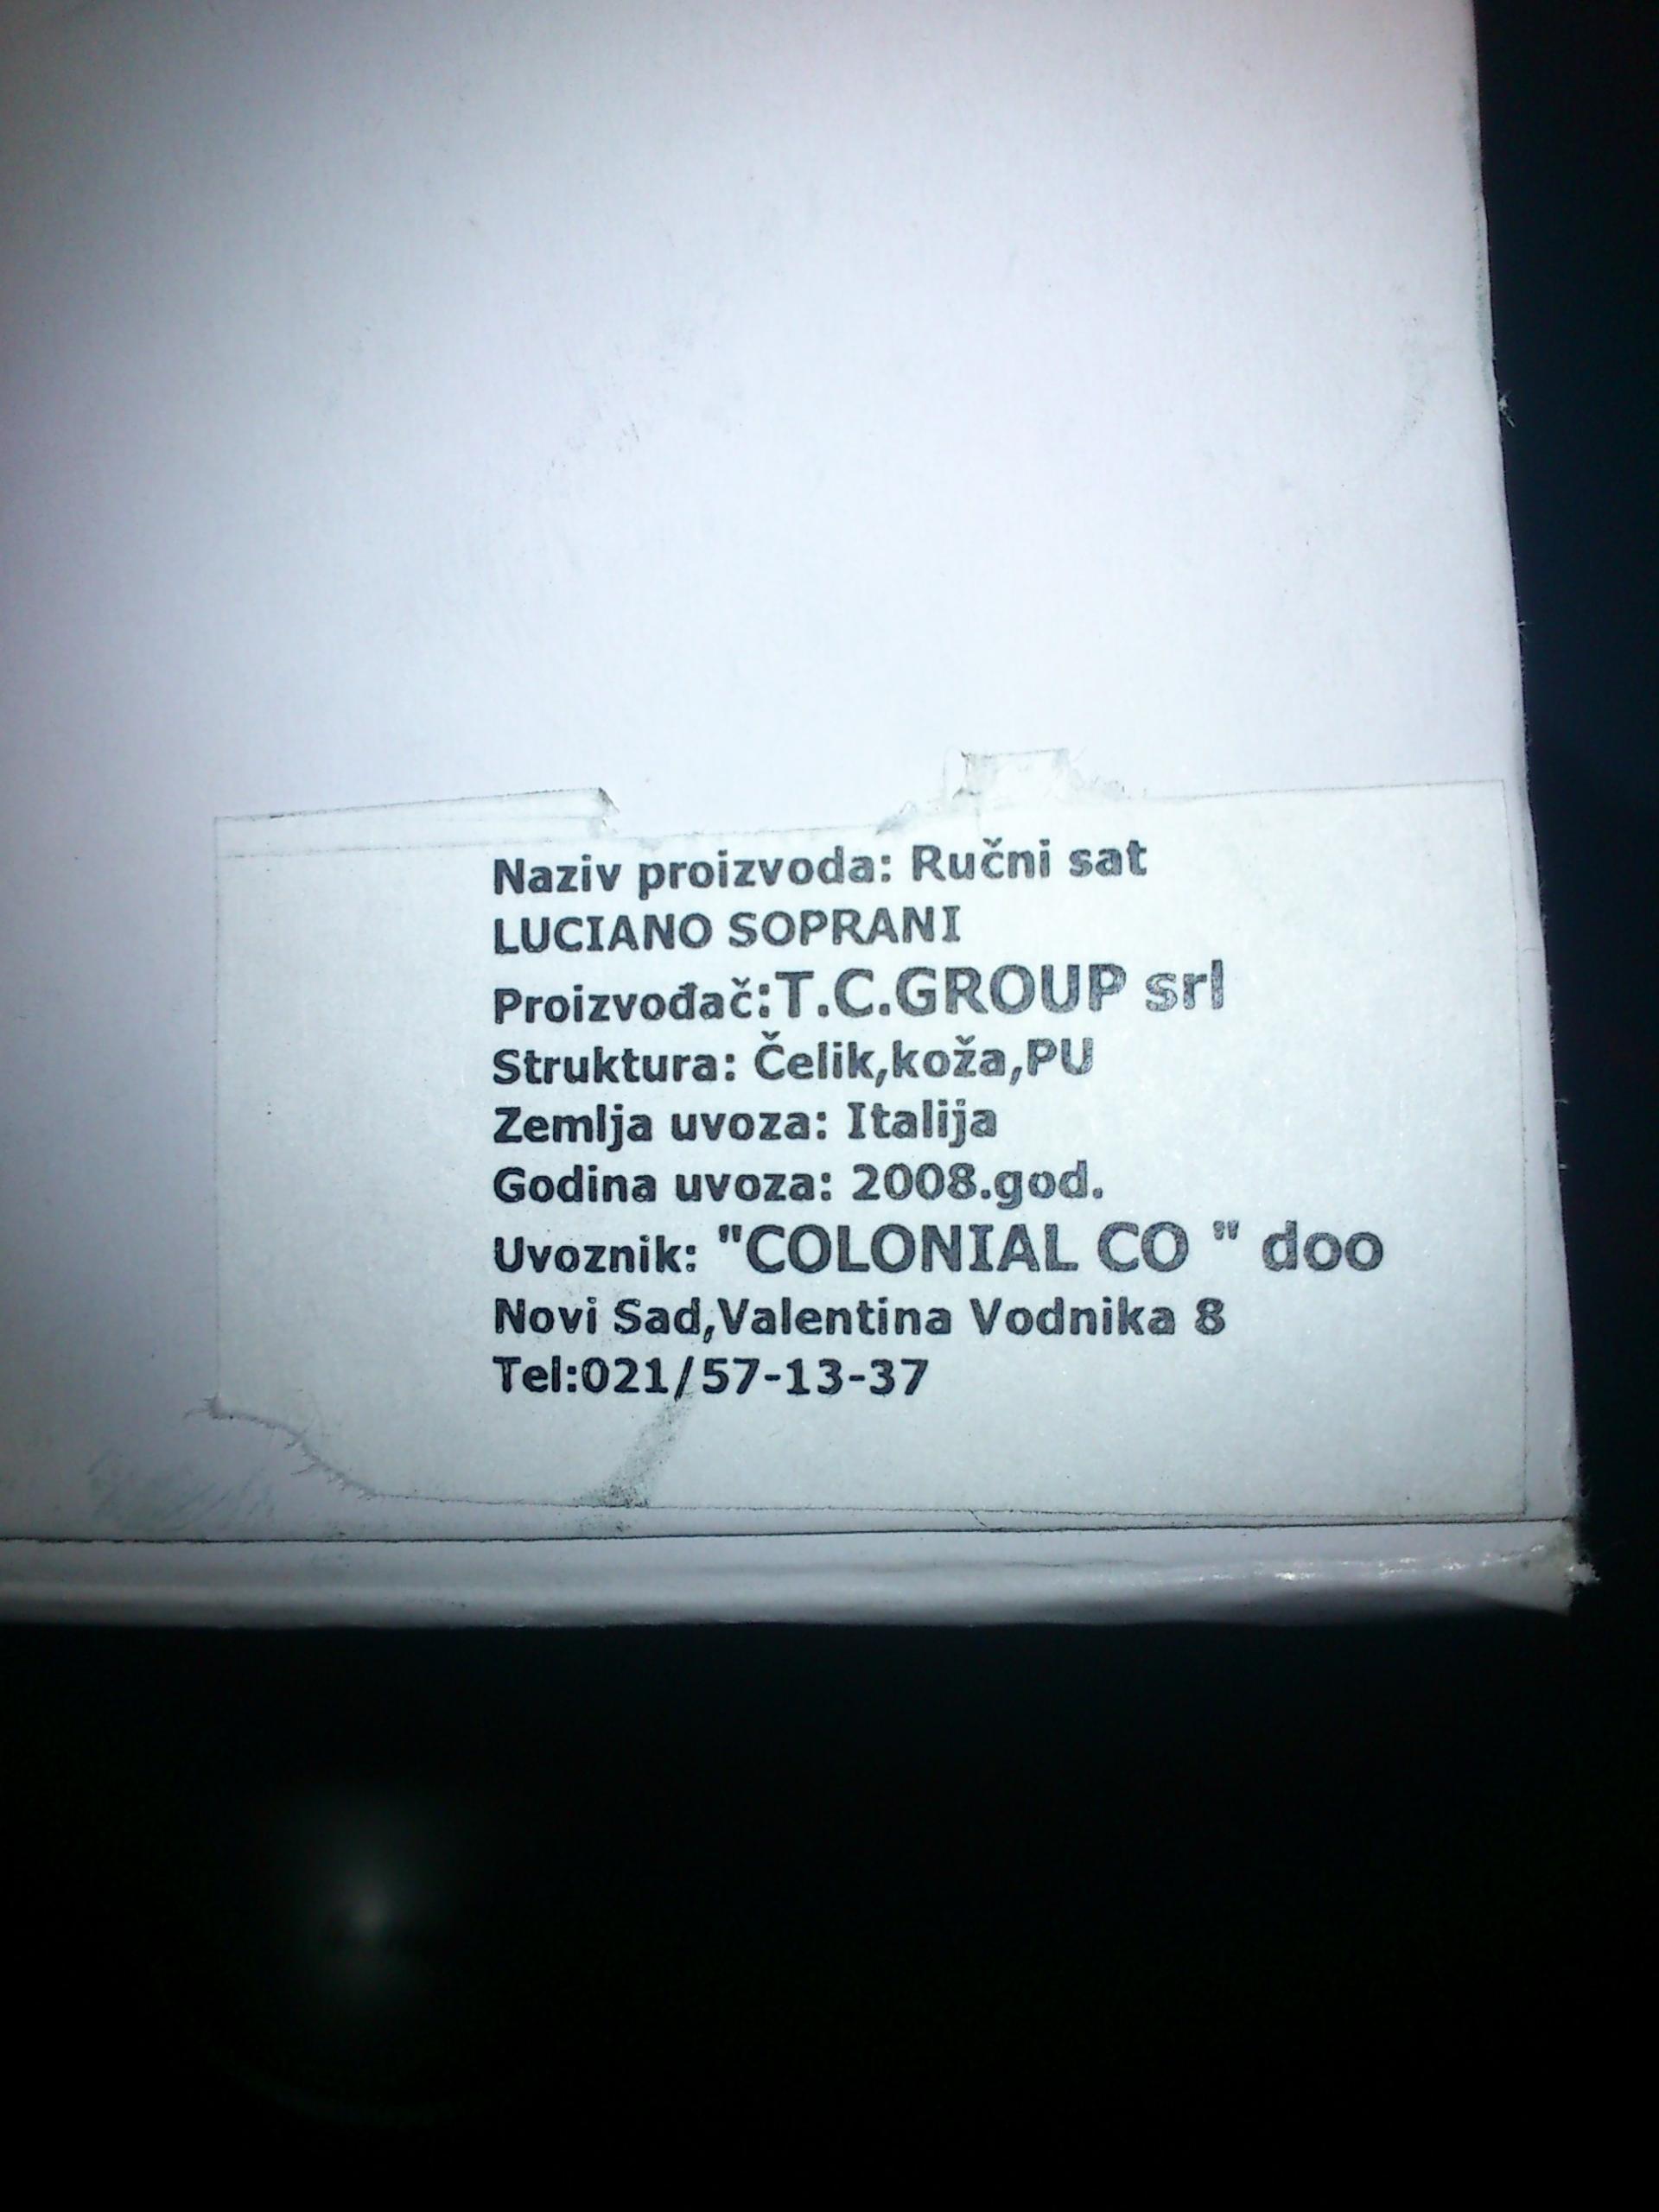 Naziv proizvoda: Ručni sat
LUCIANO SOPRANI
Proizvođač:T.C.GROUP srl
Struktura: Čelik,koža,PU
Zemlja uvoza: Italija
Godina uvoza: 2008.god.
Uvoznik: "COLONIAL CO " doo
Novi Sad,Valentina Vodnika 8
Tel:021/57-13-37